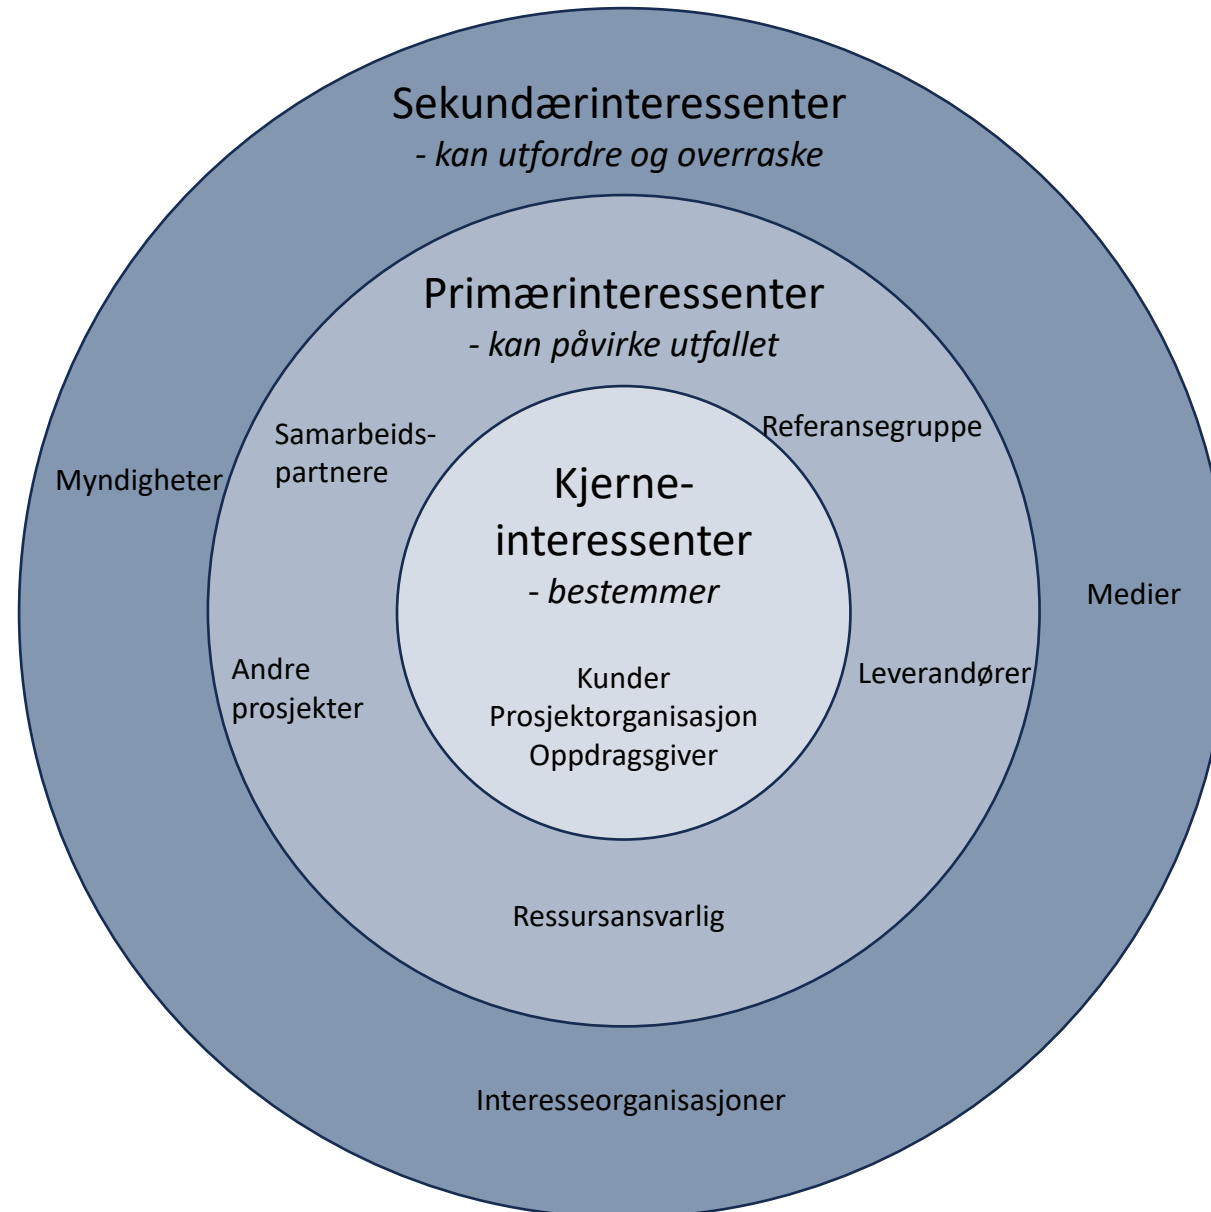 Sekundærinteressenter
- kan utfordre og overraske
Primærinteressenter
- kan påvirke utfallet
Samarbeids-
partnere
Referansegruppe
Myndigheter
Kjerne-
interessenter
- bestemmer
Medier
Andre
prosjekter
Leverandører
Kunder
Prosjektorganisasjon
Oppdragsgiver
Ressursansvarlig
Interesseorganisasjoner